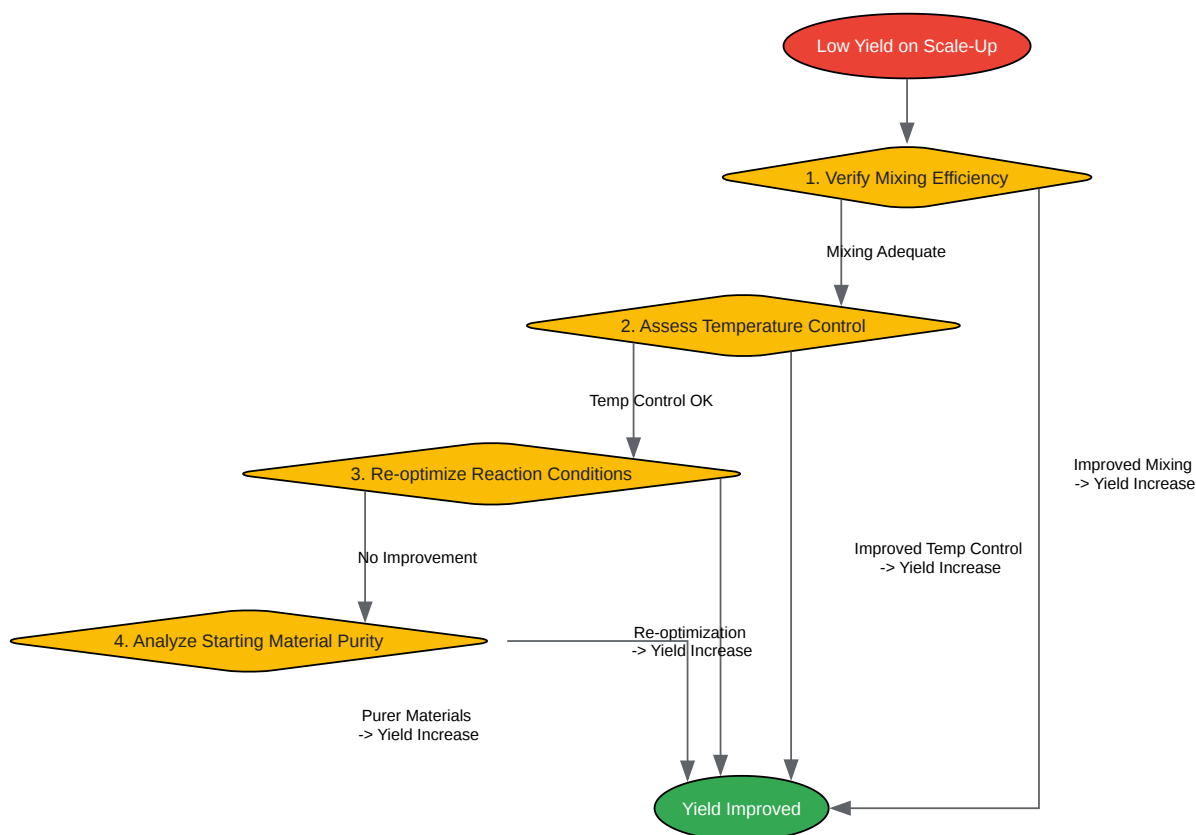 Low Yield on Scale-Up
1. Verify Mixing Efficiency
Mixing Adequate
2. Assess Temperature Control
Temp Control OK
3. Re-optimize Reaction Conditions
Improved Mixing
-> Yield Increase
No Improvement
Improved Temp Control
-> Yield Increase
4. Analyze Starting Material Purity
Re-optimization
-> Yield Increase
Purer Materials
-> Yield Increase
Yield Improved